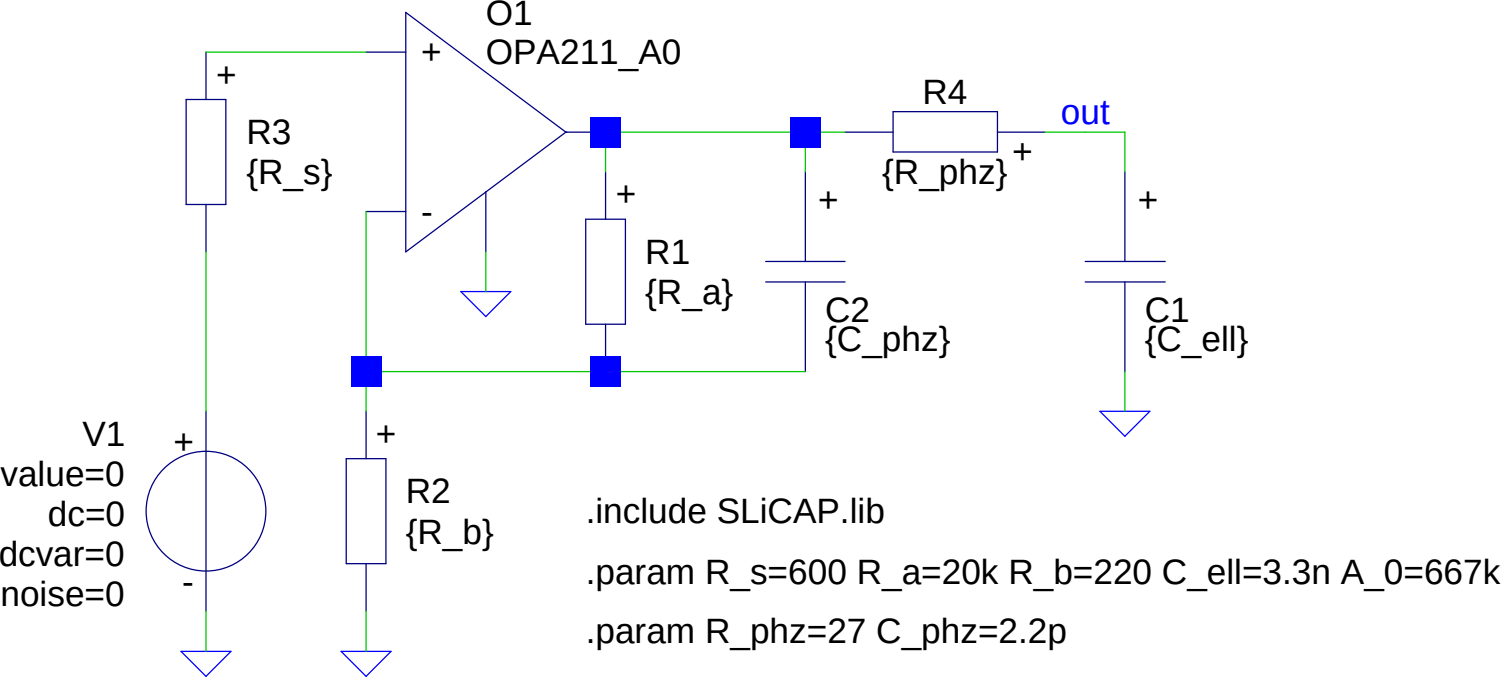 O1
OPA211_A0
+
-
+
R3
{R_s}
R4
{R_phz}
+
out
+
R1
{R_a}
+
C2
{C_phz}
+
C1
{C_ell}
V1
value=0
dc=0
dcvar=0
noise=0
+
-
+
R2
{R_b}
.include SLiCAP.lib
.param R_s=600 R_a=20k R_b=220 C_ell=3.3n A_0=667k
.param R_phz=27 C_phz=2.2p